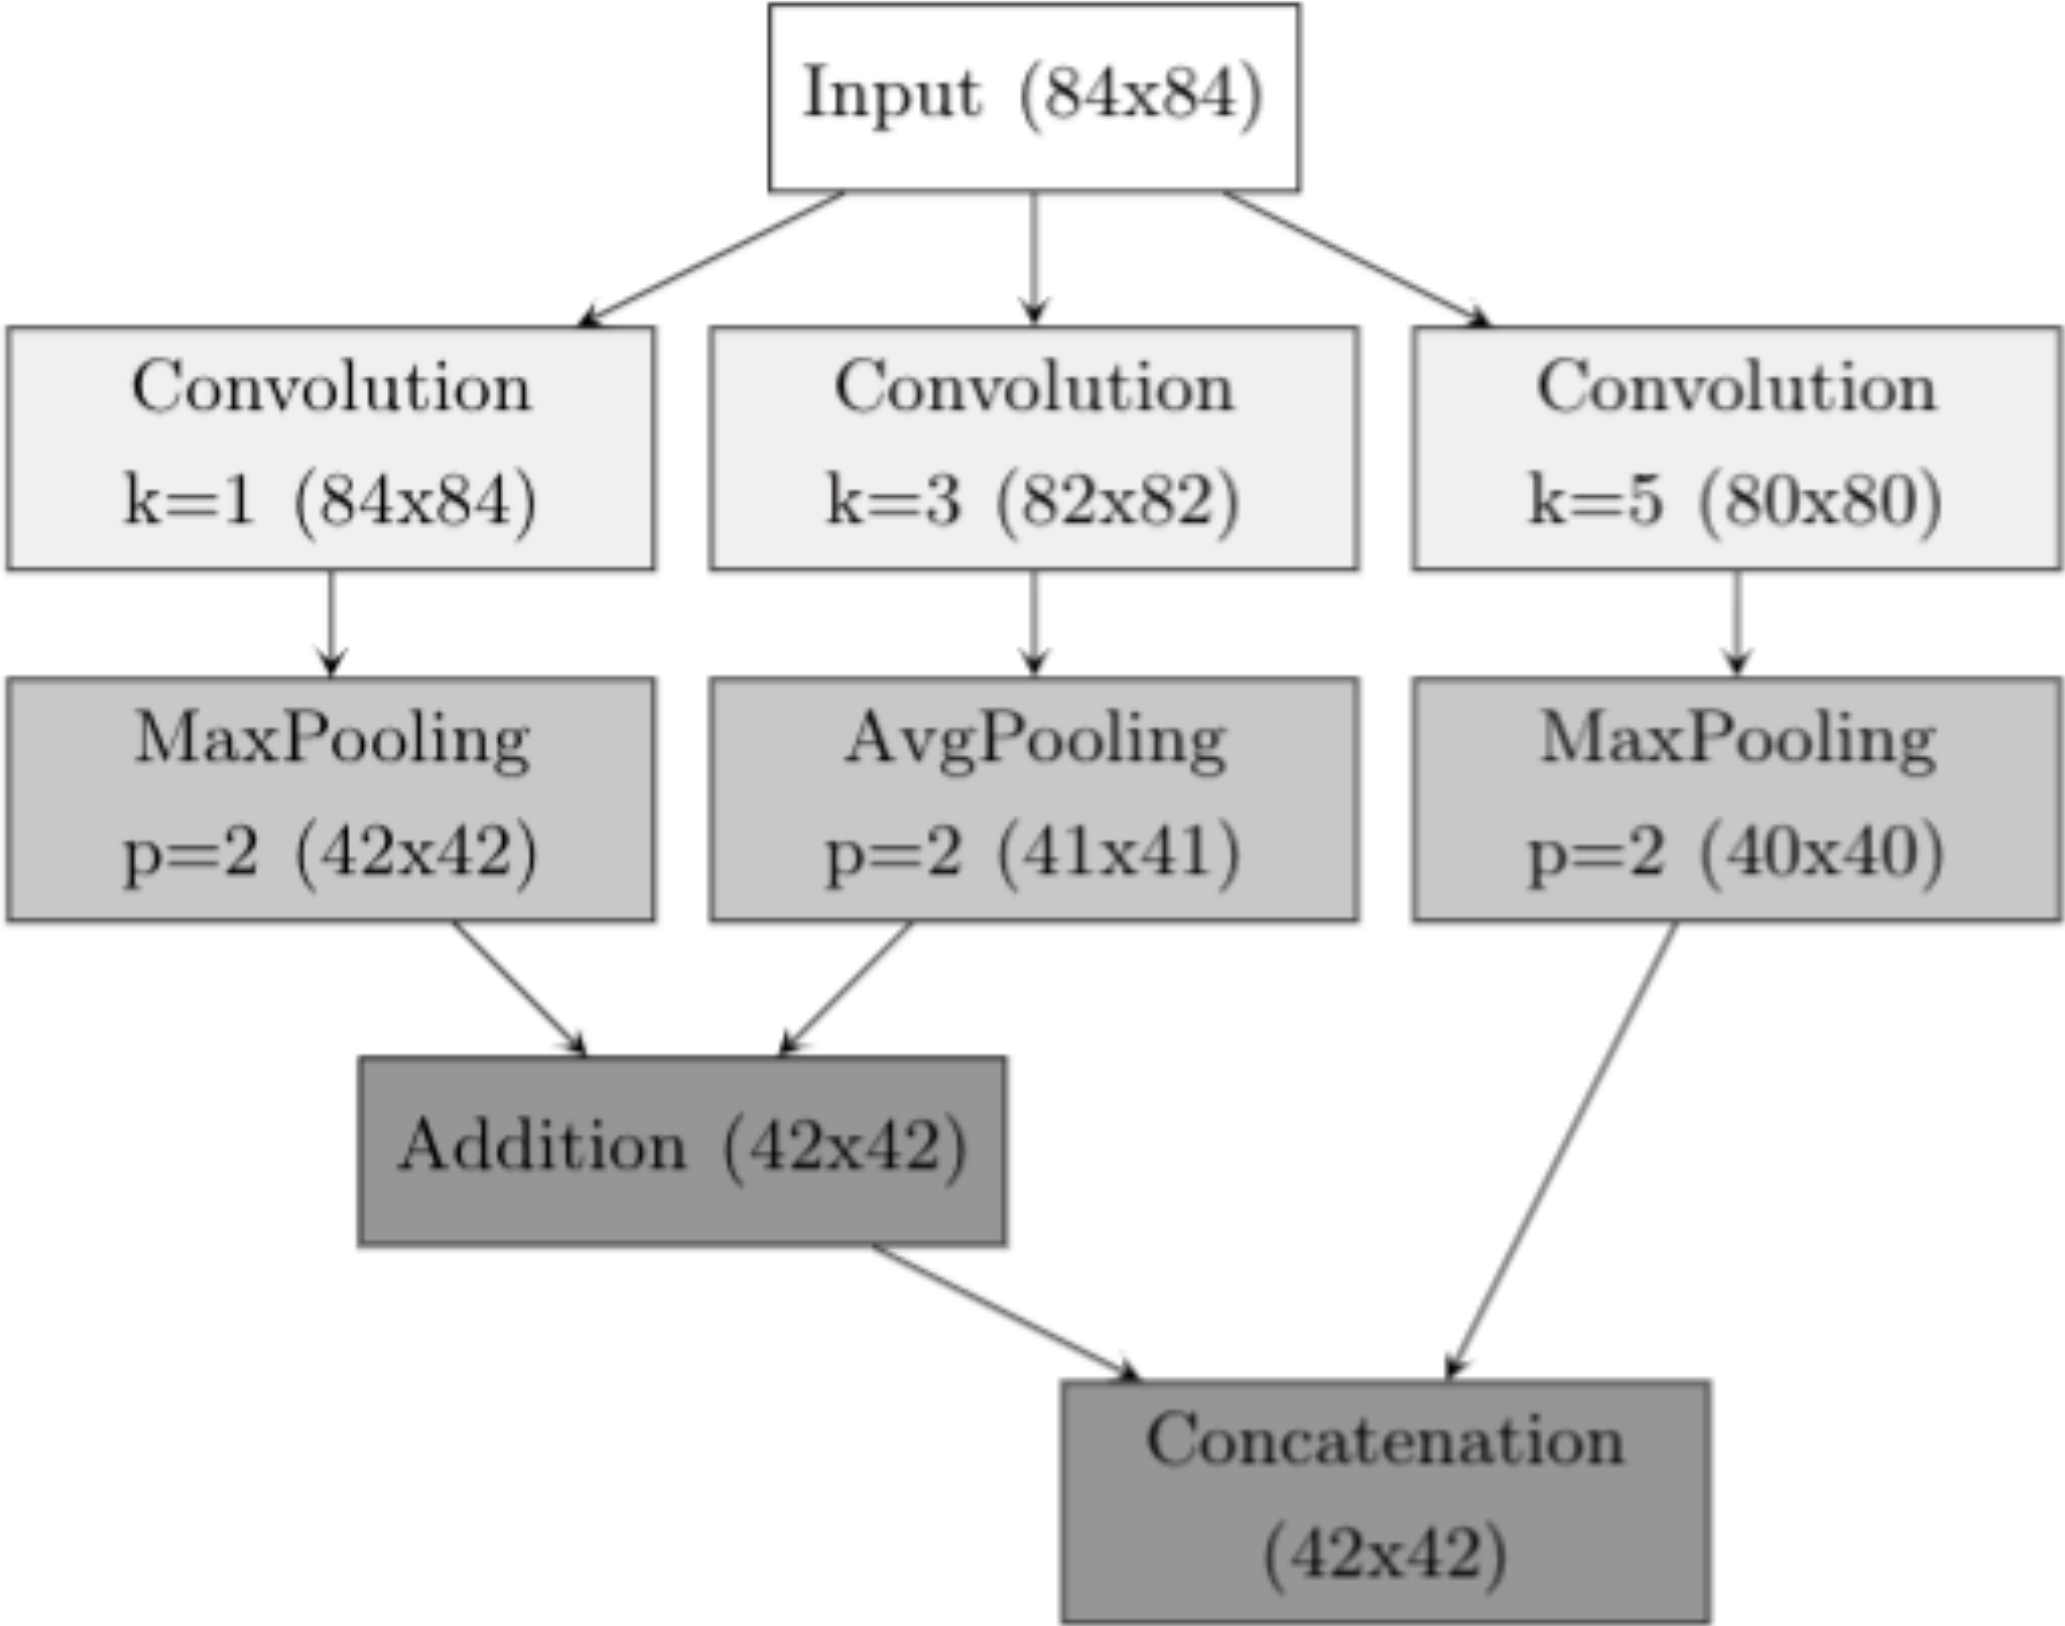 Input (84x84)
Convolution
k=1 (84x84)
Convolution
k=3 (82x82)
Convolution
k=5 (80x80)
MaxPooling
p=2 (42x42)
AvgPooling
p=2 (41x41)
MaxPooling
p=2 (40x40)
Addition (42x42)
Concatenation
(42x42)